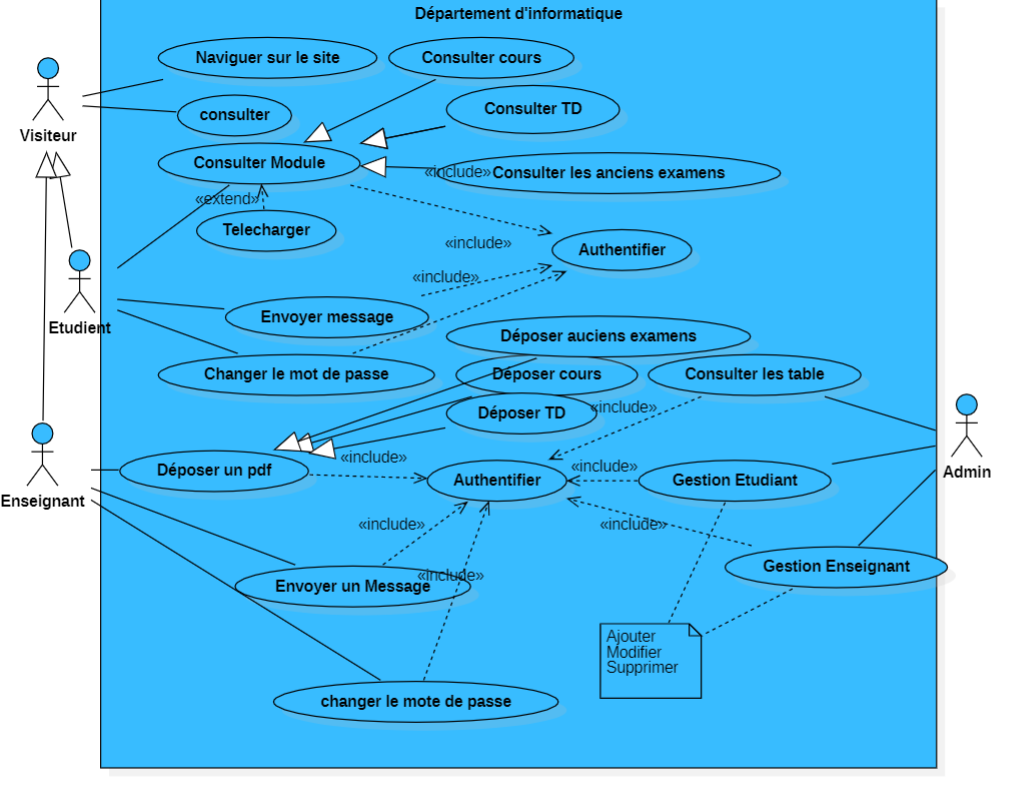 Département d'informatique
Naviguer sur le site
Consulter cours
consulter
Consulter TD
Visiteur
Consulter Module
«include»
Consulter les anciens examens
«extend»
Telecharger
«include»
Authentifier
«include»
Envoyer message
Etudient
Déposer auciens examens
Changer le mot de passe
Déposer cours
Consulter les table
Déposer TD
«include»
«include»
Déposer un pdf
«include»
Admin
Authentifier
Gestion Etudiant
Enseignant
«include»
«include»
Gestion Enseignant
«include»
Envoyer un Message
Ajouter
Modifier
Supprimer
changer le mote de passe